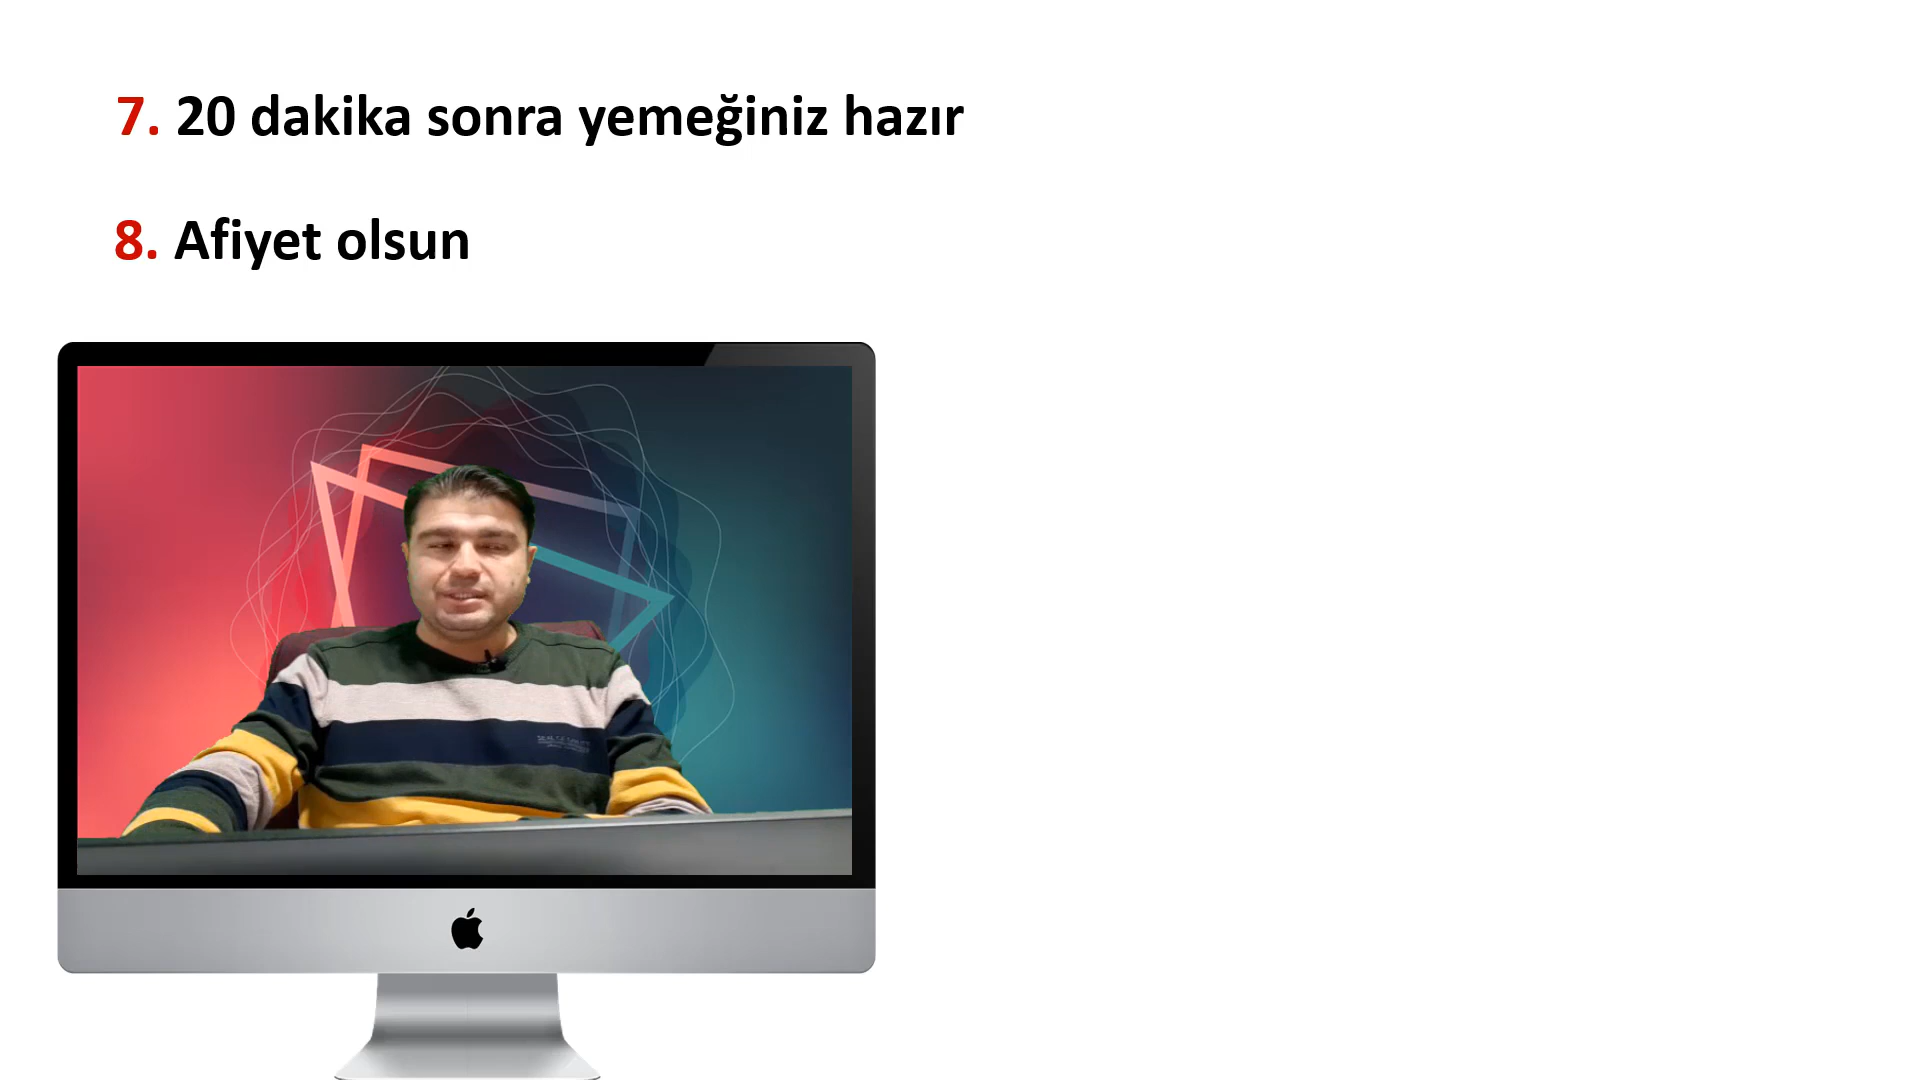 7. 20 dakika sonra yemeğiniz hazır
8. Afiyet olsun